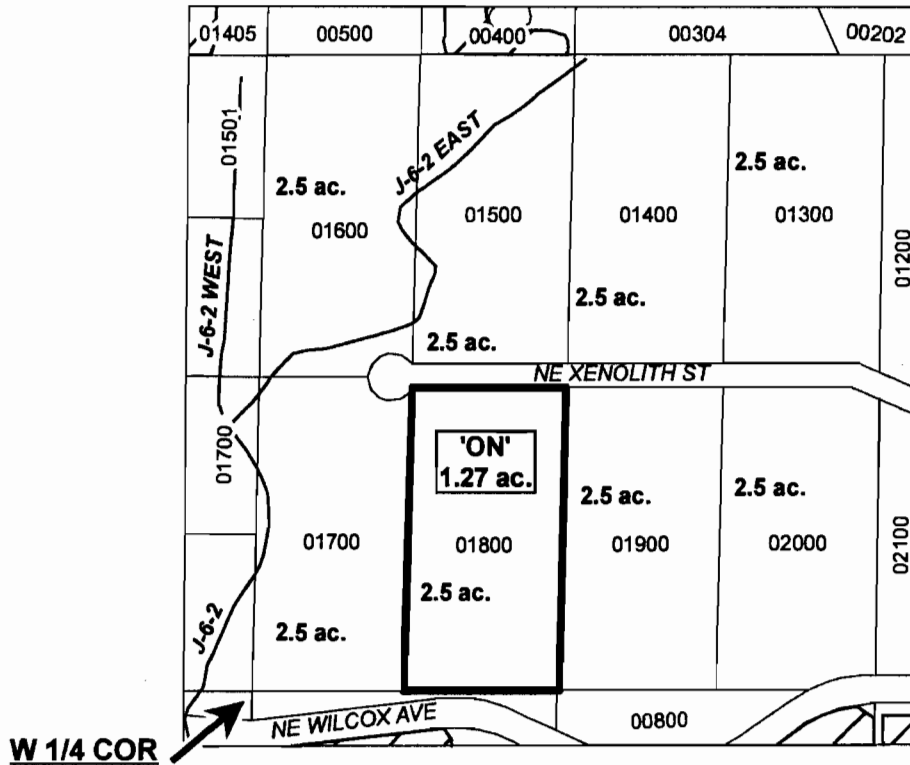 01405
00500
00400
00304
00202
01501
J-6-2 EAST
2.5 ac.
2.5 ac.
01600
01500
01400
01300
01200
J-6-2 WEST
2.5 ac.
2.5 ac.
NE XENOLITH ST
01700
'ON'
1.27 ac.
2.5 ac.
2.5 ac.
01700
01800
01900
02000
02100
2.5 ac.
2.5 ac.
J-6-2
NE WILCOX AVE
00800
W 1/4 COR